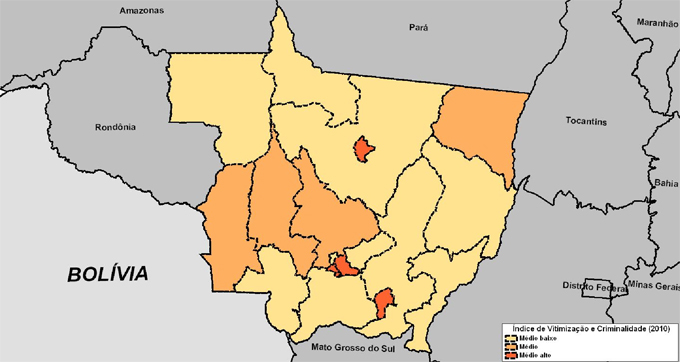 Amazonas
Pará
Maranhão
Rondônia
Tocantins
Bahia
BOLÍVIA
Distrito Federal
Minas Gerais
Mato Grosso do Sul
Índice de Vitimização e Criminalidade (2010)
Médio baixo
Médio
Médio alto